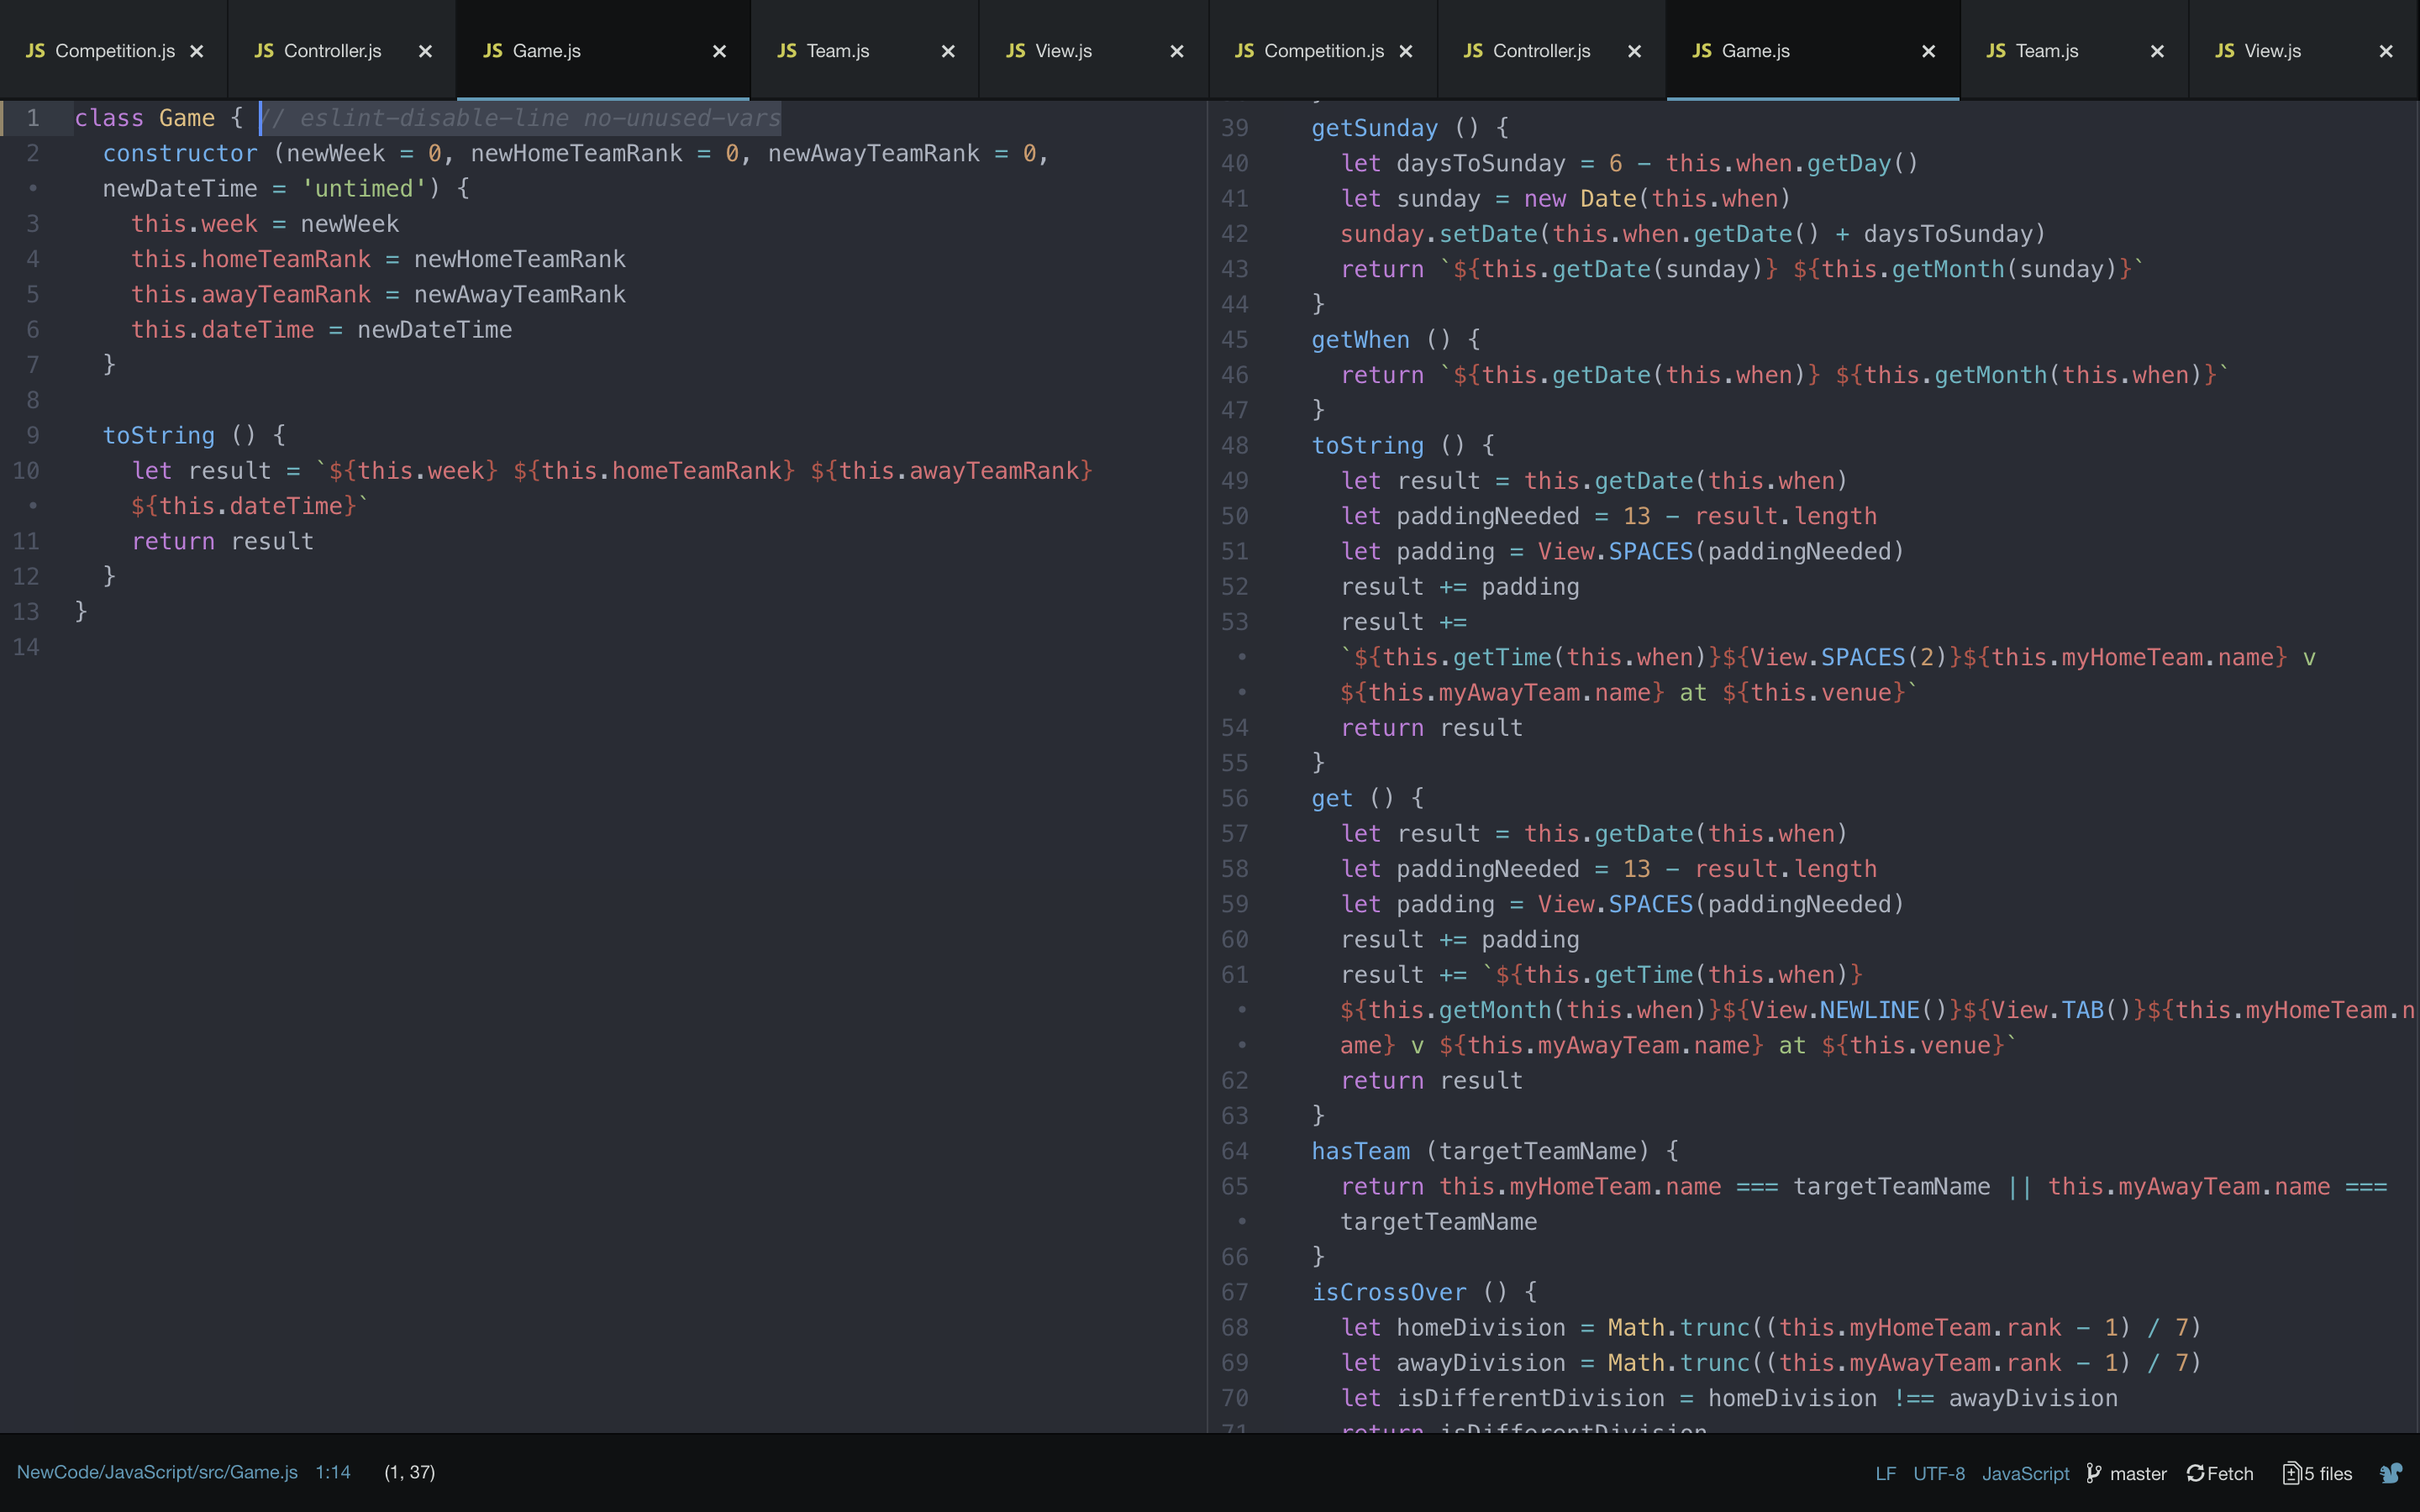 JS Competition.js × JS Controller.js × JS Game.js × JS Team.js × JS View.js × JS Competition.js × JS Controller.js × JS Game.js × JS Team.js × JS View.js ×
1 class Game { // eslint-disable-line no-unused-vars
2 constructor (newWeek = 0, newHomeTeamRank = 0, newAwayTeamRank = 0,
• newDateTime = 'untimed') {
3 this.week = newWeek
4 this.homeTeamRank = newHomeTeamRank
5 this.awayTeamRank = newAwayTeamRank
6 this.dateTime = newDateTime
7 }
8
9 toString () {
10 let result = `${this.week} ${this.homeTeamRank} ${this.awayTeamRank}
• ${this.dateTime}`
11 return result
12 }
13 }
14
39 getSunday () {
40 let daysToSunday = 6 - this.when.getDay()
41 let sunday = new Date(this.when)
42 sunday.setDate(this.when.getDate() + daysToSunday)
43 return `${this.getDate(sunday)} ${this.getMonth(sunday)}`
44 }
45 getWhen () {
46 return `${this.getDate(this.when)} ${this.getMonth(this.when)}`
47 }
48 toString () {
49 let result = this.getDate(this.when)
50 let paddingNeeded = 13 - result.length
51 let padding = View.SPACES(paddingNeeded)
52 result += padding
53 result +=
• `${this.getTime(this.when)}${View.SPACES(2)}${this.myHomeTeam.name} v
• ${this.myAwayTeam.name} at ${this.venue}`
54 return result
55 }
56 get () {
57 let result = this.getDate(this.when)
58 let paddingNeeded = 13 - result.length
59 let padding = View.SPACES(paddingNeeded)
60 result += padding
61 result += `${this.getTime(this.when)}
• ${this.getMonth(this.when)}${View.NEWLINE()}${View.TAB()}${this.myHomeTeam.n
• ame} v ${this.myAwayTeam.name} at ${this.venue}`
62 return result
63 }
64 hasTeam (targetTeamName) {
65 return this.myHomeTeam.name === targetTeamName || this.myAwayTeam.name ===
• targetTeamName
66 }
67 isCrossOver () {
68 let homeDivision = Math.trunc((this.myHomeTeam.rank - 1) / 7)
69 let awayDivision = Math.trunc((this.myAwayTeam.rank - 1) / 7)
70 let isDifferentDivision = homeDivision !== awayDivision
71 return isDifferentDivision
NewCode/JavaScript/src/Game.js 1:14 (1, 37) LF UTF-8 JavaScript master Fetch 5 files